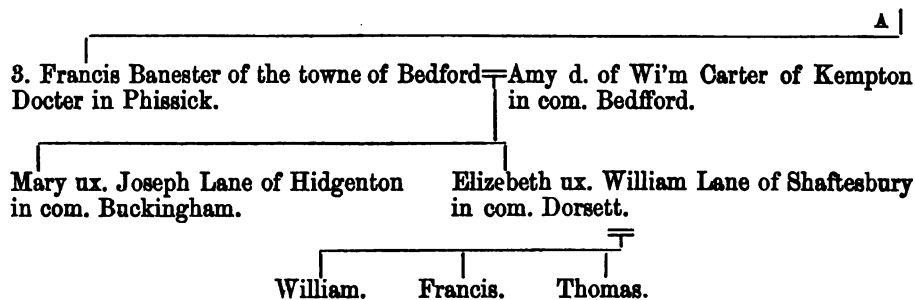 A
3. Francis Banester of the towne of Bedford Amy d. of Wi'm Carter of Kempton
Docter in Phissick. in com. Bedfford.
Mary ux. Joseph Lane of Hidgenton Elizebeth ux. William Lane of Shaftesbury
in com. Buckingham. in com. Dorsett.
William. Francis. Thomas.